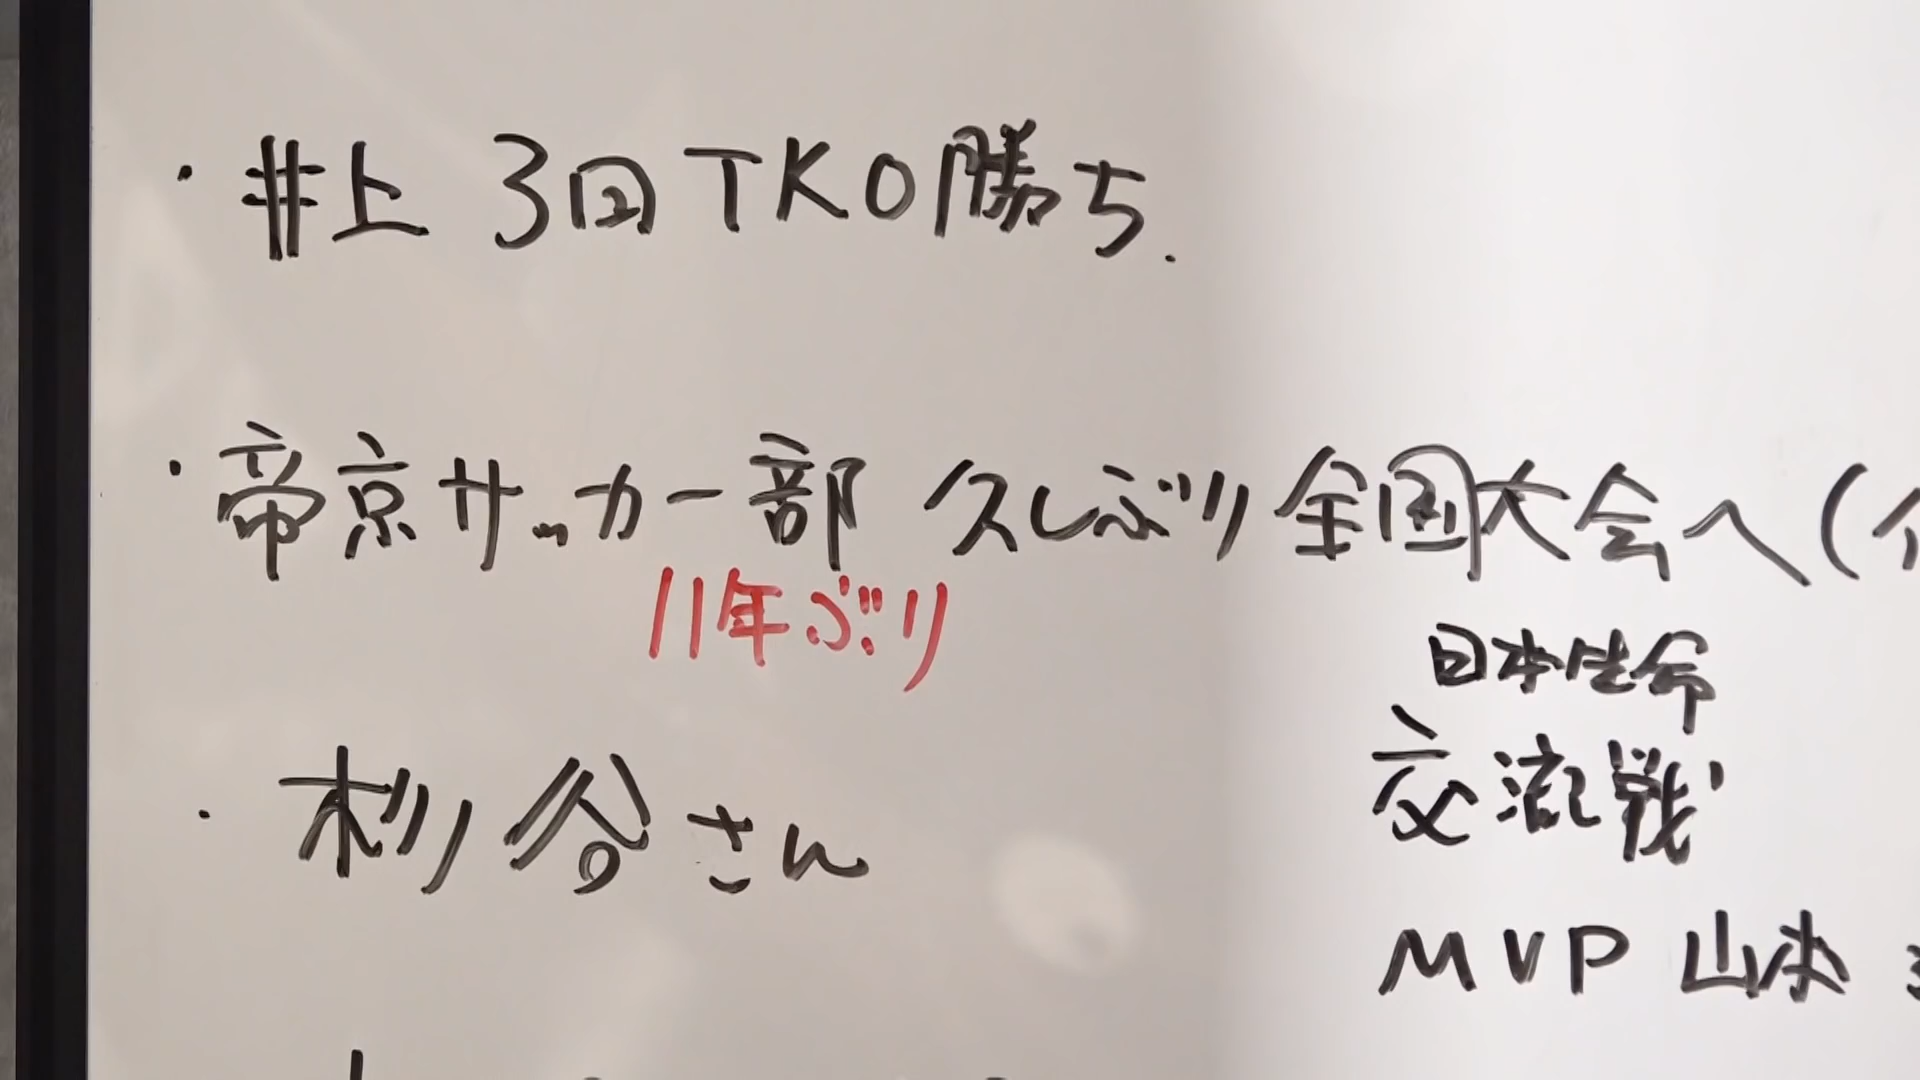 ・井上 3回TKO勝ち.
・帝京サッカー部 久しぶり全国大会へ(
11年ぶり
日本生命
・杉谷さん
交流戦
MVP 山本